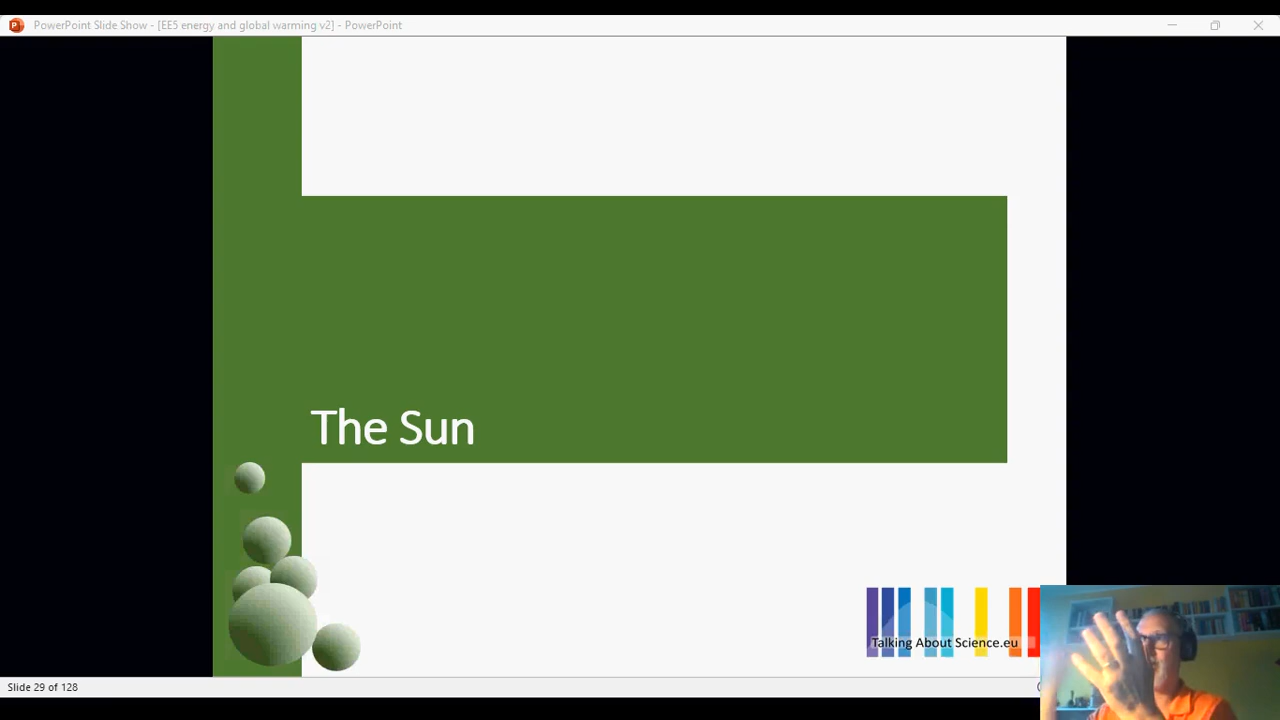 PowerPoint Slide Show - [EE5 energy and global warming v2] - PowerPoint
The Sun
Talking About Science.eu
Slide 29 of 128